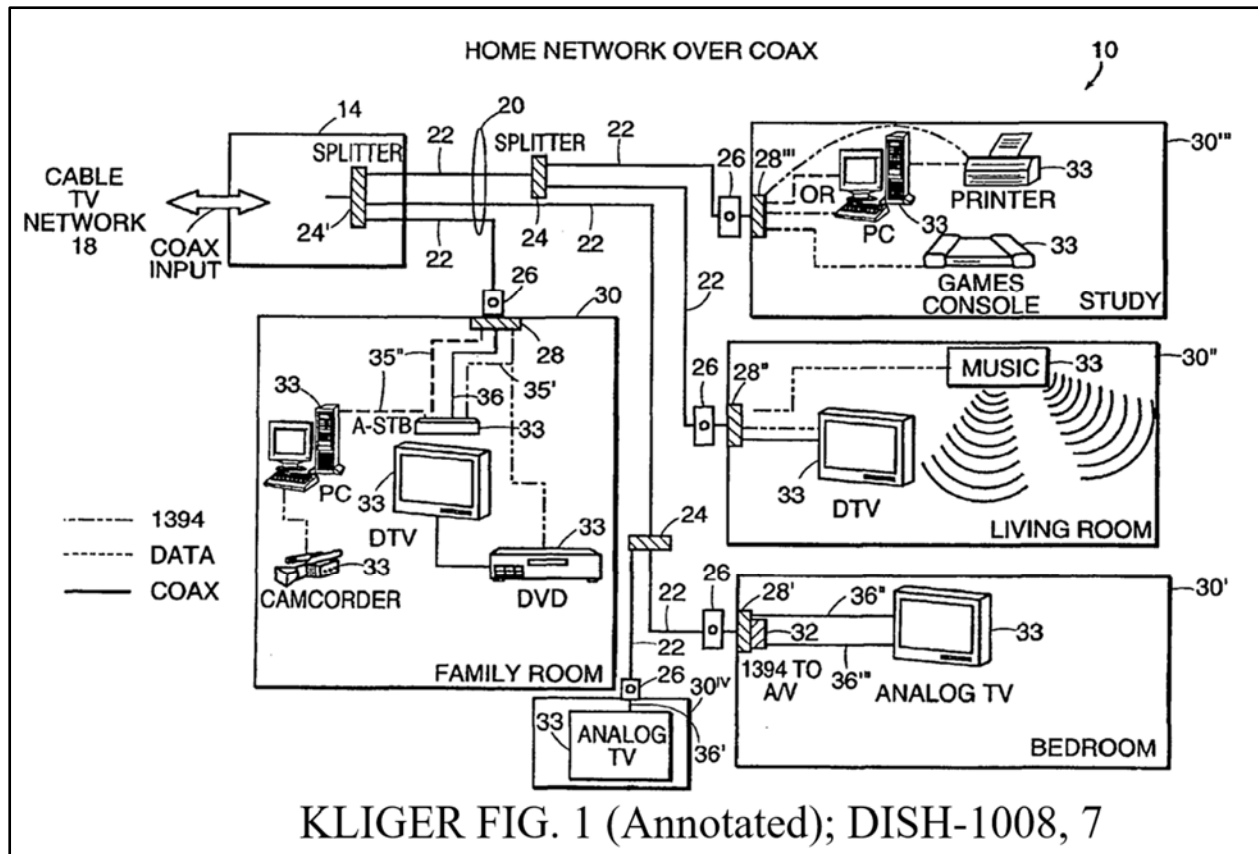 HOME NETWORK OVER COAX
10
14
20
SPLITTER
22
SPLITTER
22
26
28'''
30'''
CABLE
TV
NETWORK
18
COAX
INPUT
24'
22
24
22
OR
PC
33
PRINTER
33
33
GAMES
CONSOLE
STUDY
22
26
30
28
35"
35'
36
33
A-STB
33
PC
33
DTV
33
DVD
33
CAMCORDER
FAMILY ROOM
1394
DATA
COAX
26
28"
30"
MUSIC
33
33
DTV
LIVING ROOM
24
22
22
26
28'
30'
36"
32
33
1394 TO
A/V
36'''
ANALOG TV
BEDROOM
26
30IV
33
ANALOG
TV
36'
KLIGER FIG. 1 (Annotated); DISH-1008, 7